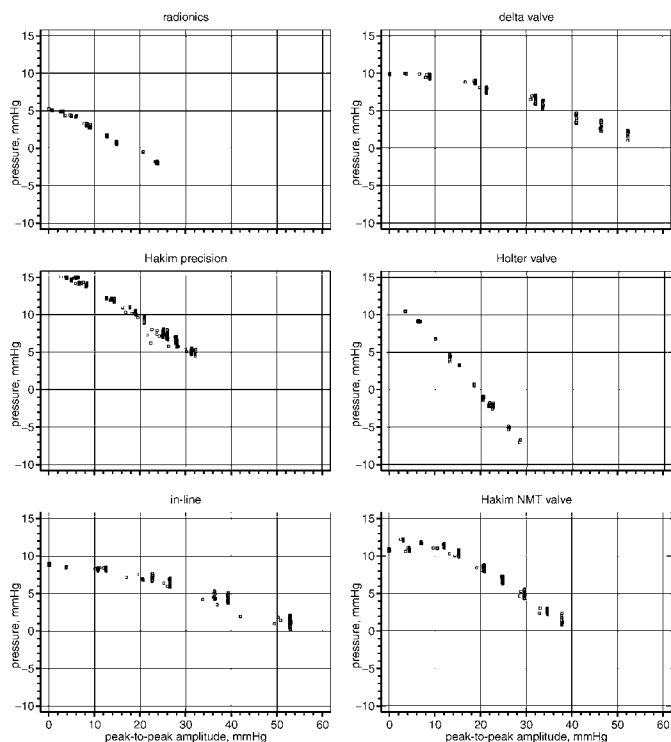 radionics
delta valve
15
10
5
0
−5
−10
pressure, mmHg
15
10
5
0
−5
−10
pressure, mmHg
Hakim precision
Holter valve
15
10
5
0
−5
−10
pressure, mmHg
15
10
5
0
−5
−10
pressure, mmHg
in-line
Hakim NMT valve
15
10
5
0
−5
−10
pressure, mmHg
15
10
5
0
−5
−10
pressure, mmHg
0 10 20 30 40 50 60
0 10 20 30 40 50 60
peak-to-peak amplitude, mmHg
peak-to-peak amplitude, mmHg